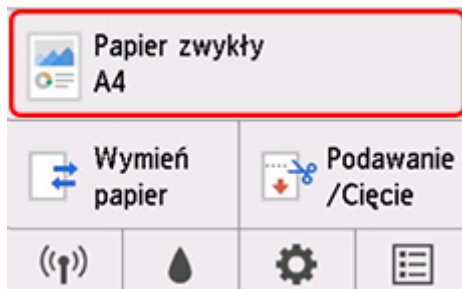 Papier zwykły
A4
Wymień
papier
Podawanie
/Cięcie